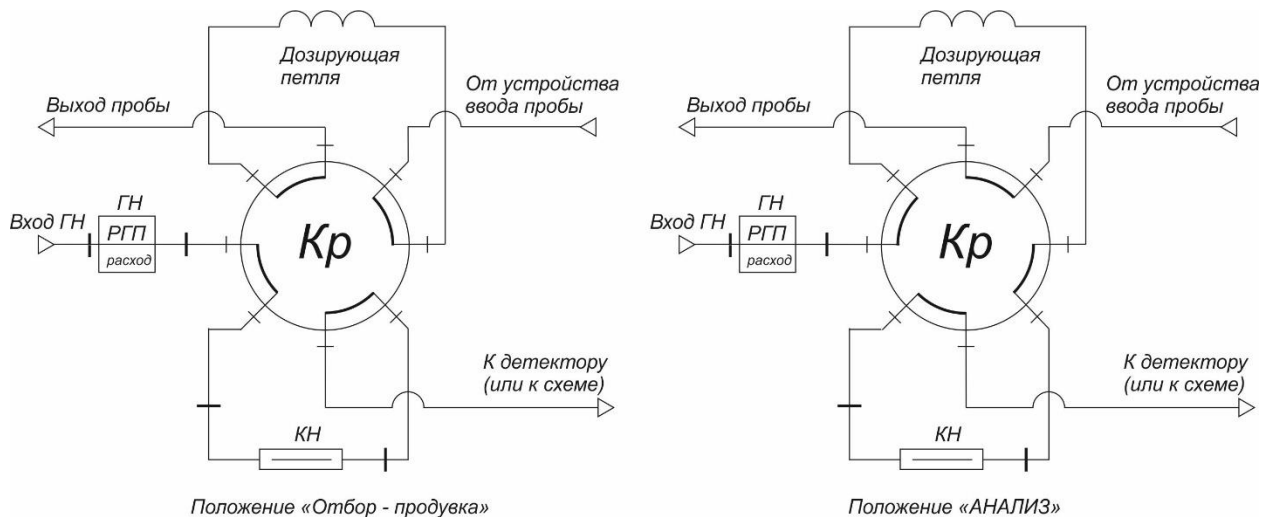 Дозирующая
петля
От устройства
ввода пробы
Выход пробы
ГН
Вход ГН
РГП
расход
Кр
К детектору
(или к схеме)
КН
Положение «Отбор - продувка»
Дозирующая
петля
От устройства
ввода пробы
Выход пробы
ГН
Вход ГН
РГП
расход
Кр
К детектору
(или к схеме)
КН
Положение «АНАЛИЗ»